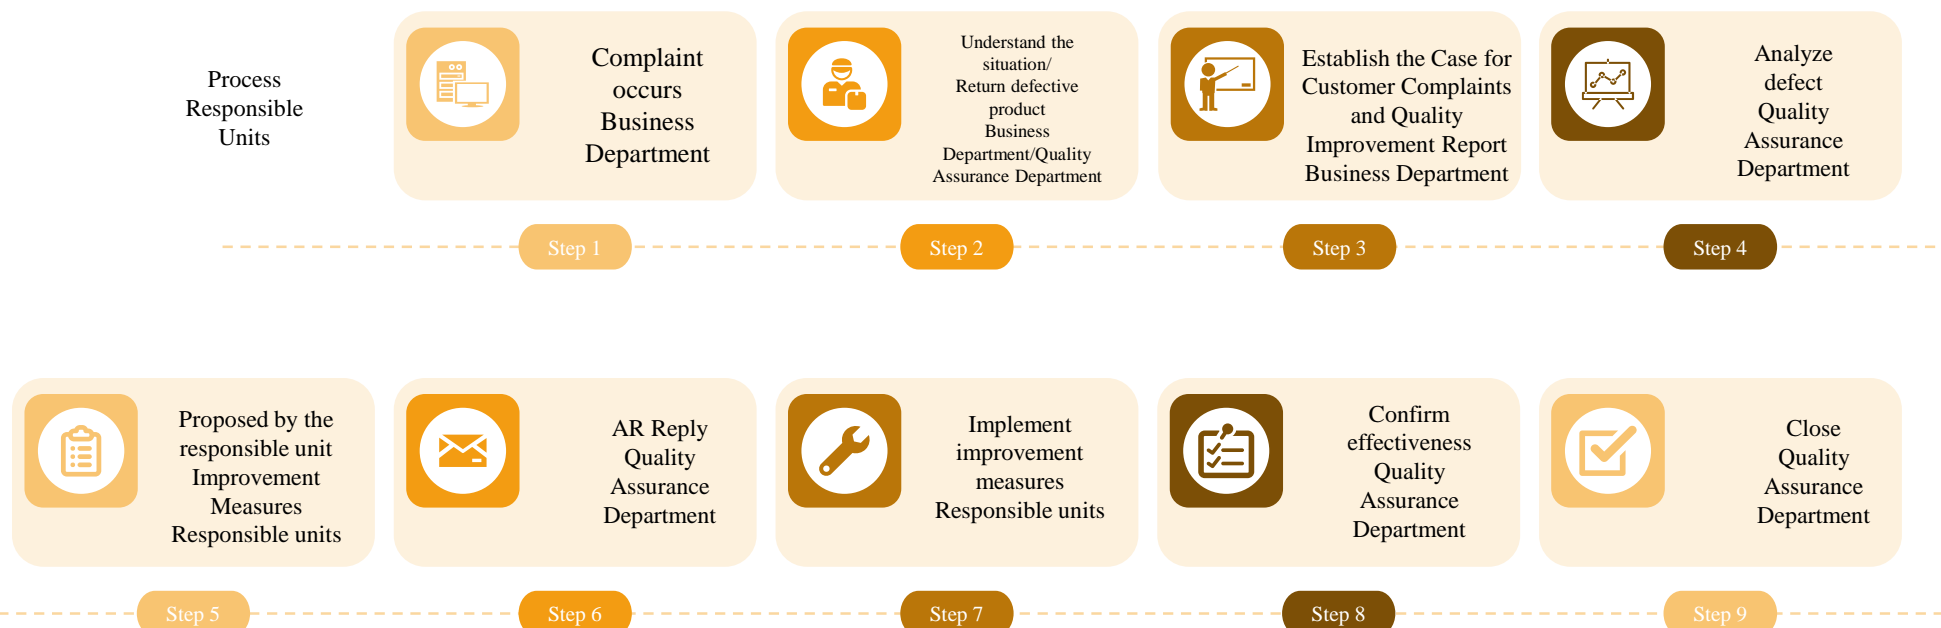 Process
Responsible
Units
Complaint
occurs
Business
Department
Understand the
situation/
Return defective
product
Business
Department/Quality
Assurance Department
Establish the Case for
Customer Complaints
and Quality
Improvement Report
Business Department
Analyze
defect
Quality
Assurance
Department
Step 1
Step 2
Step 3
Step 4
Proposed by the
responsible unit
Improvement
Measures
Responsible units
AR Reply
Quality
Assurance
Department
Implement
improvement
measures
Responsible units
Confirm
effectiveness
Quality
Assurance
Department
Close
Quality
Assurance
Department
Step 5
Step 6
Step 7
Step 8
Step 9